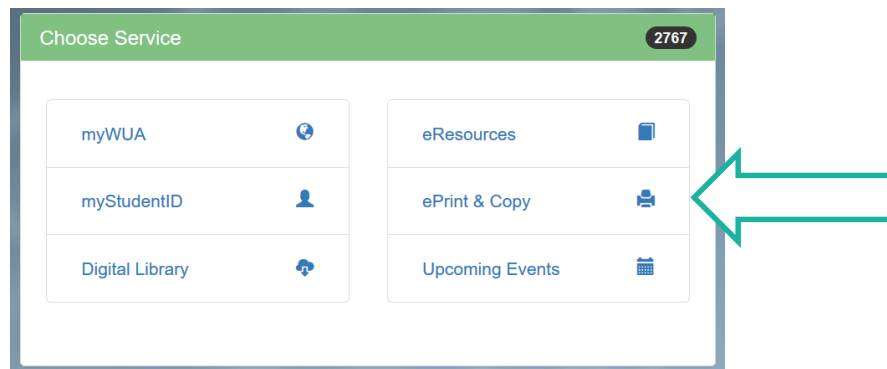 Choose Service 2767
myWUA
myStudentID
Digital Library
eResources
ePrint & Copy
Upcoming Events